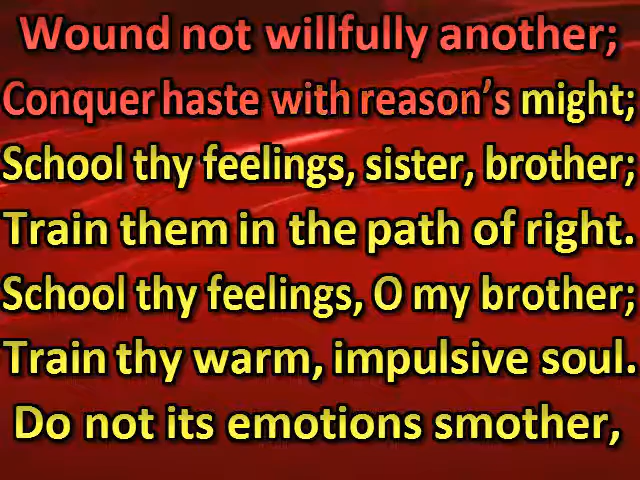 Wound not willfully another;
Conquer haste with reason’s might;
School thy feelings, sister, brother;
Train them in the path of right.
School thy feelings, O my brother;
Train thy warm, impulsive soul.
Do not its emotions smother,